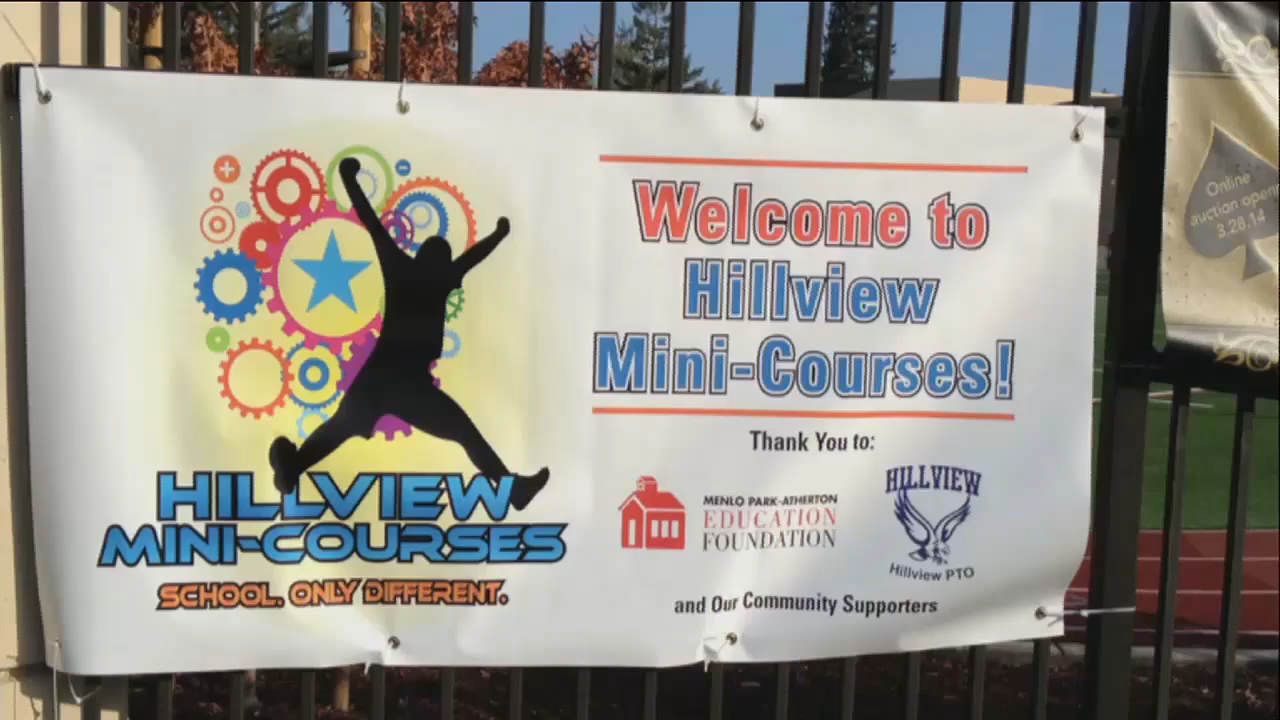 HILLVIEW
MINI-COURSES
SCHOOL. ONLY DIFFERENT.
Welcome to
Hillview
Mini-Courses!
Thank You to:
MENLO PARK-ATHERTON
EDUCATION
FOUNDATION
HILLVIEW
Hillview PTO
and Our Community Supporters
Online
auction open
3.28.14